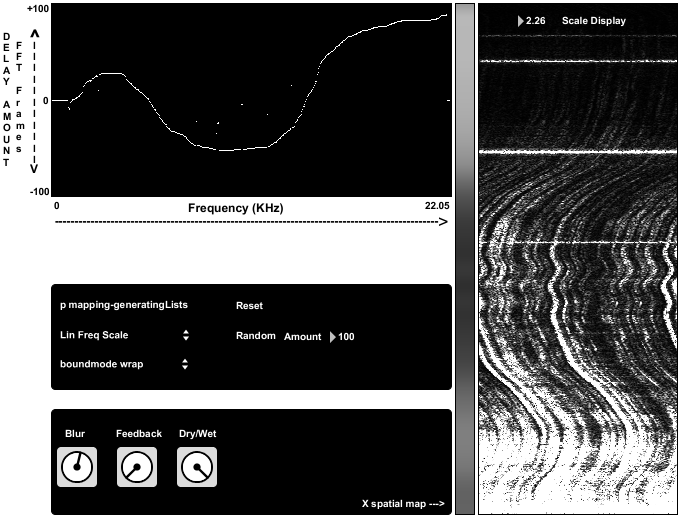 +100
DELAY AMOUNT
FFT Frames
0
-100
0
Frequency (KHz)
22.05
p mapping-generatingLists
Reset
Lin Freq Scale
Random
Amount
100
boundmode wrap
Blur
Feedback
Dry/Wet
X spatial map --->
2.26
Scale Display